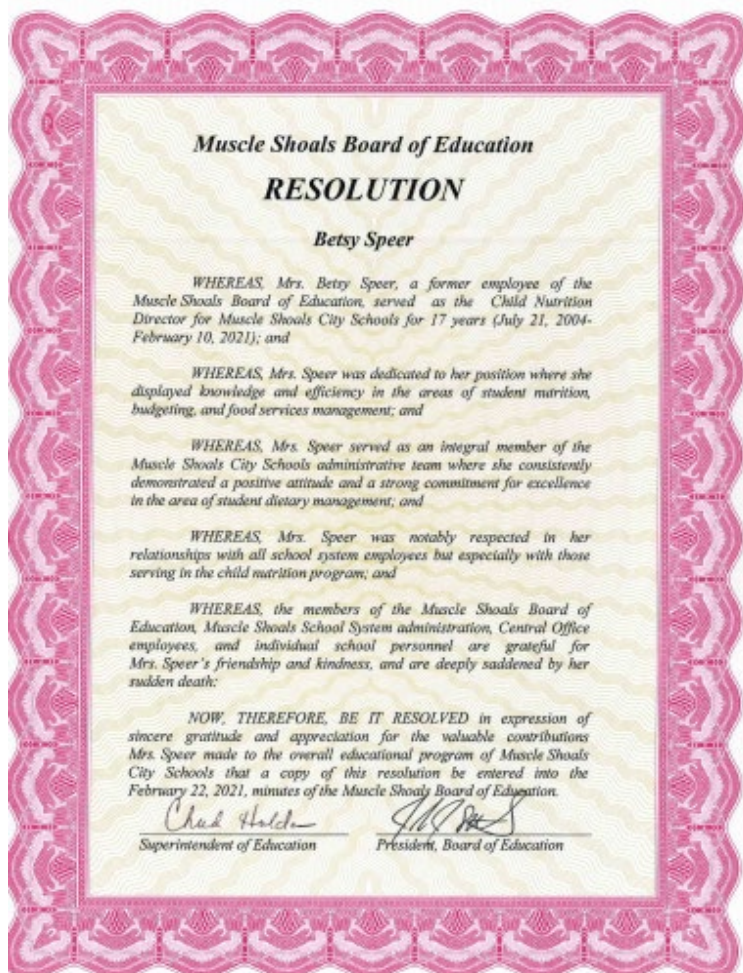 Muscle Shoals Board of Education
RESOLUTION
Betsy Speer
WHEREAS, Mrs. Betsy Speer, a former employee of the
Muscle Shoals Board of Education, served as the Child Nutrition
Director for Muscle Shoals City Schools for 17 years (July 21, 2004-
February 10, 2021); and
WHEREAS, Mrs. Speer was dedicated to her position where she
displayed knowledge and efficiency in the areas of student nutrition,
budgeting, and food services management; and
WHEREAS, Mrs. Speer served as an integral member of the
Muscle Shoals City Schools administrative team where she consistently
demonstrated a positive attitude and a strong commitment for excellence
in the area of student dietary management; and
WHEREAS, Mrs. Speer was notably respected in her
relationships with all school system employees but especially with those
serving in the child nutrition program; and
WHEREAS, the members of the Muscle Shoals Board of
Education, Muscle Shoals School System administration, Central Office
employees, and individual school personnel are grateful for
Mrs. Speer's friendship and kindness, and are deeply saddened by her
sudden death:
NOW, THEREFORE, BE IT RESOLVED in expression of
sincere gratitude and appreciation for the valuable contributions
Mrs. Speer made to the overall educational program of Muscle Shoals
City Schools that a copy of this resolution be entered into the
February 22, 2021, minutes of the Muscle Shoals Board of Education.
Chad Holden
Superintendent of Education President, Board of Education